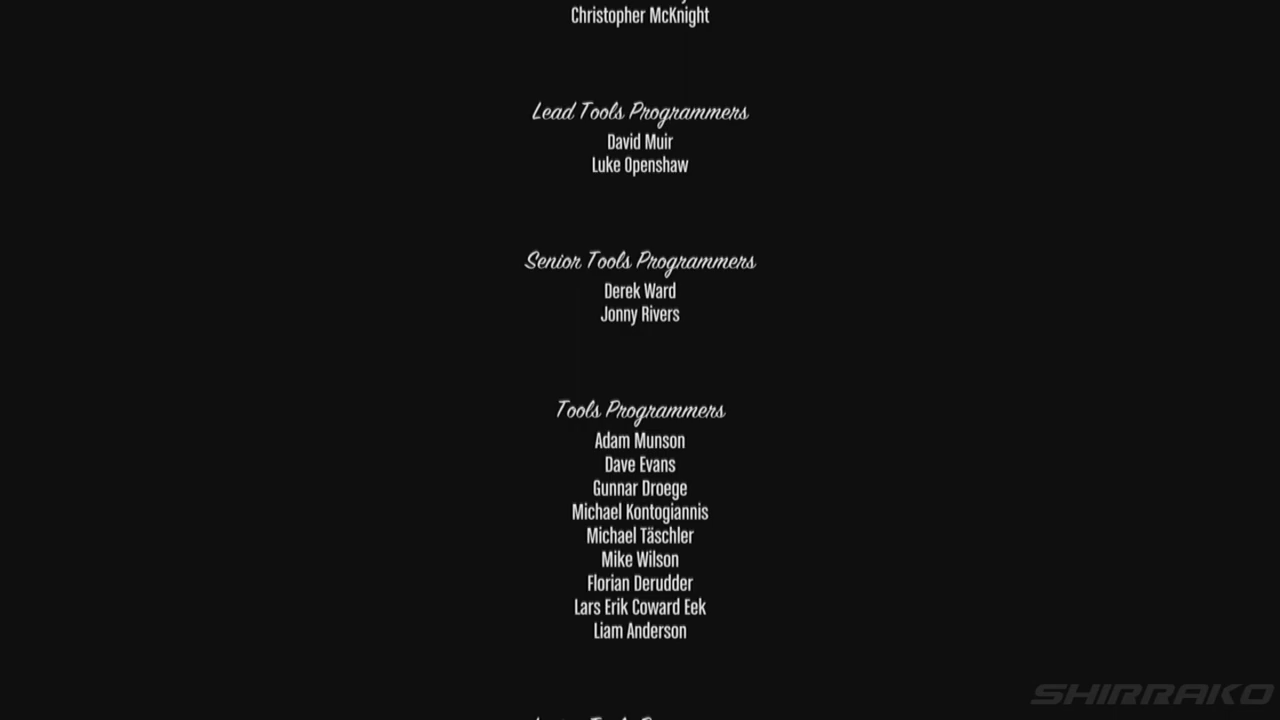 Christopher McKnight
Lead Tools Programmers
David Muir
Luke Openshaw
Senior Tools Programmers
Derek Ward
Jonny Rivers
Tools Programmers
Adam Munson
Dave Evans
Gunnar Droege
Michael Kontogiannis
Michael Täschler
Mike Wilson
Florian Derudder
Lars Erik Coward Eek
Liam Anderson
SHIRRAKO